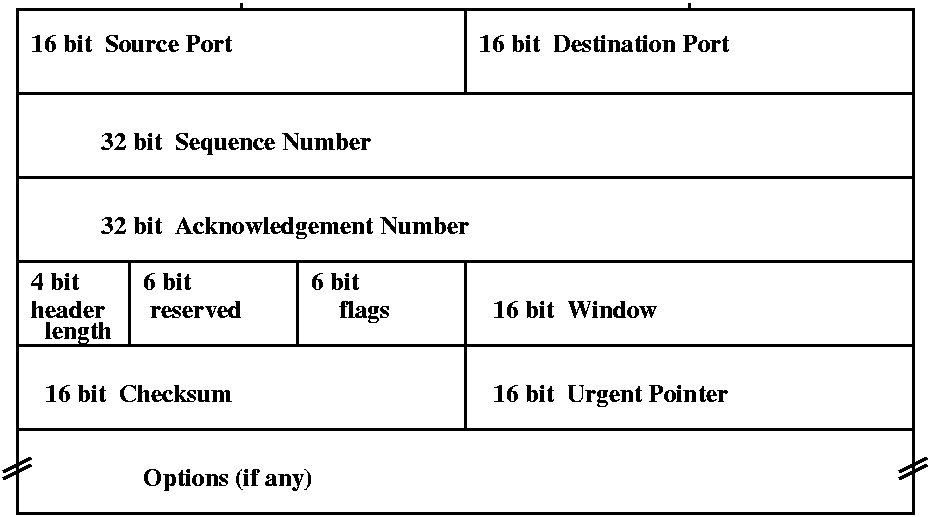 16 bit Source Port
16 bit Destination Port
32 bit Sequence Number
32 bit Acknowledgement Number
4 bit
header
length
6 bit
reserved
6 bit
flags
16 bit Window
16 bit Checksum
16 bit Urgent Pointer
Options (if any)